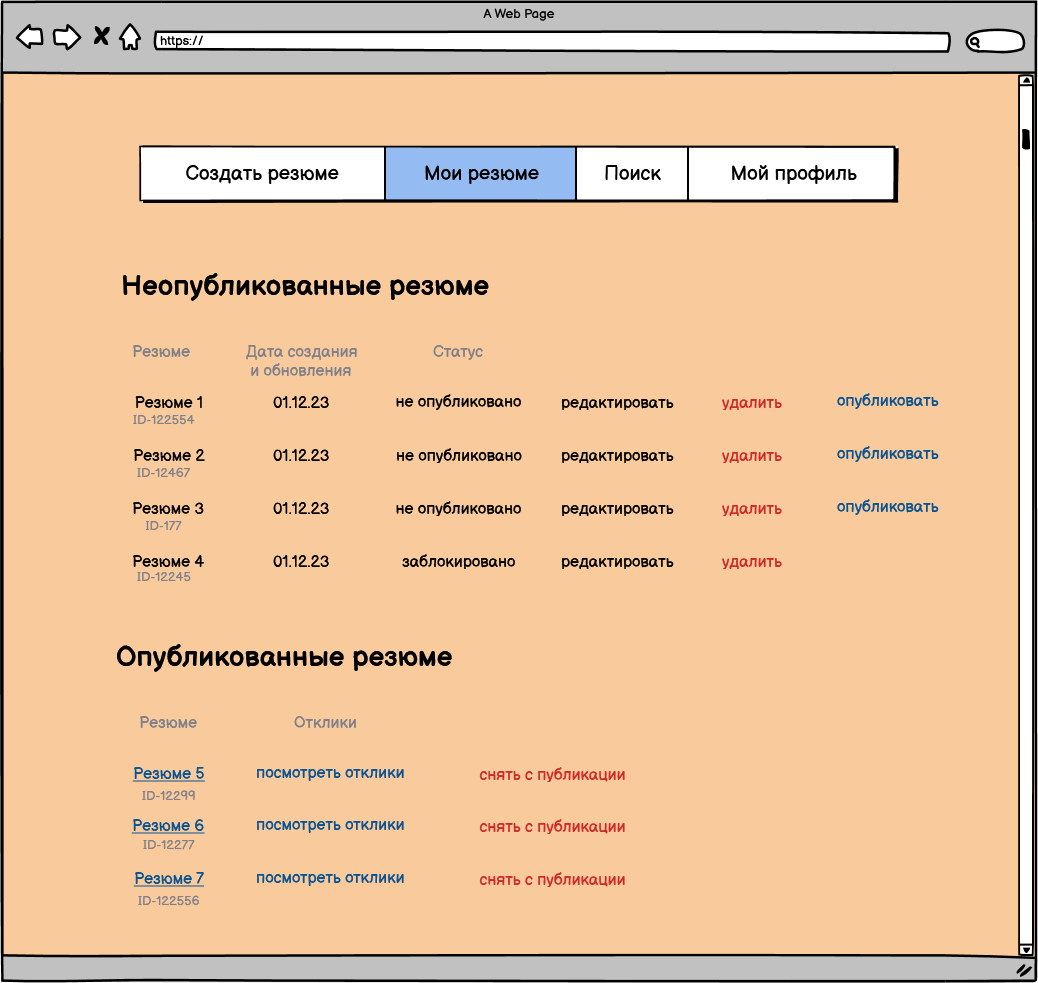 A Web Page
https://
Создать резюме
Мои резюме
Поиск
Мой профиль
Неопубликованные резюме
Резюме
Дата создания
и обновления
Статус
Резюме 1
01.12.23
не опубликовано
редактировать
удалить
опубликовать
ID-122554
Резюме 2
01.12.23
не опубликовано
редактировать
удалить
опубликовать
ID-12467
Резюме 3
01.12.23
не опубликовано
редактировать
удалить
опубликовать
ID-177
Резюме 4
01.12.23
заблокировано
редактировать
удалить
ID-12245
Опубликованные резюме
Резюме
Отклики
Резюме 5
посмотреть отклики
снять с публикации
ID-12299
Резюме 6
посмотреть отклики
снять с публикации
ID-12277
Резюме 7
посмотреть отклики
снять с публикации
ID-122556